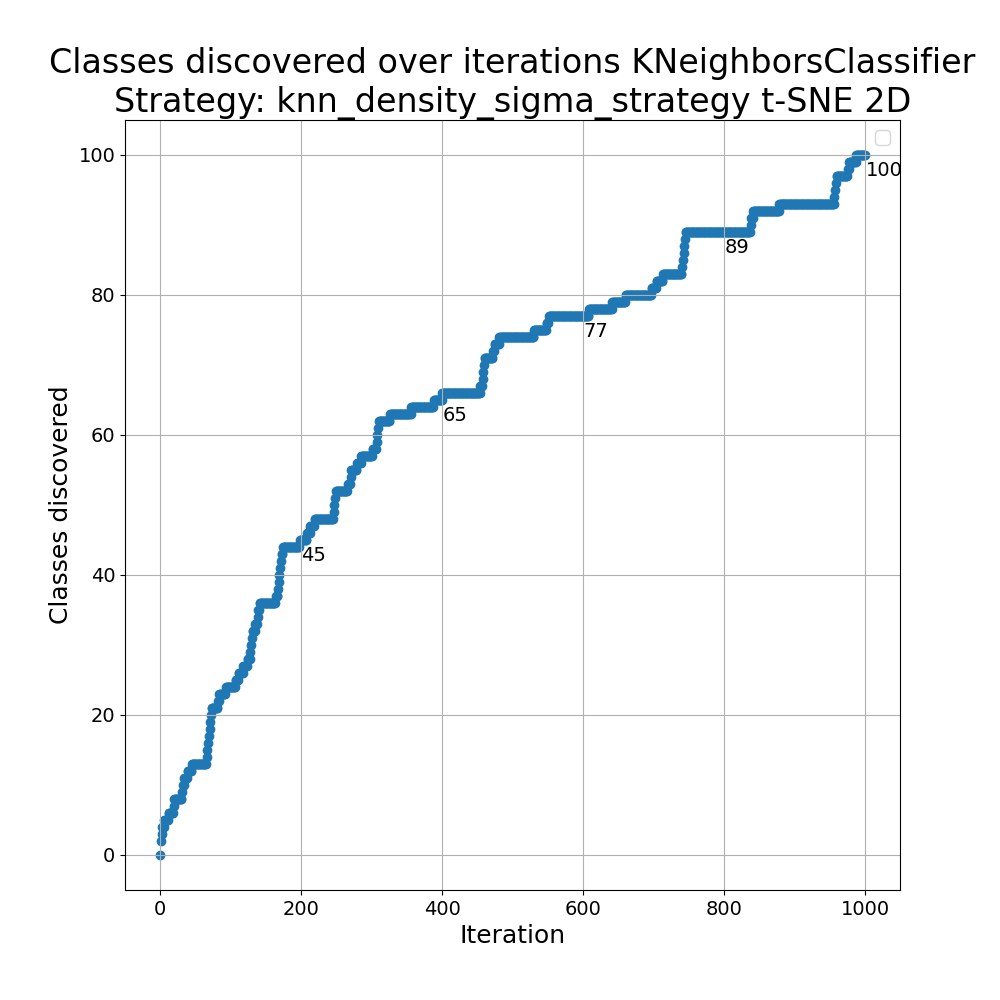 Classes discovered over iterations KNeighborsClassifier
Strategy: knn_density_sigma_strategy t-SNE 2D
100
80
60
40
20
0
Classes discovered
100
89
77
65
45
0 200 400 600 800 1000
Iteration